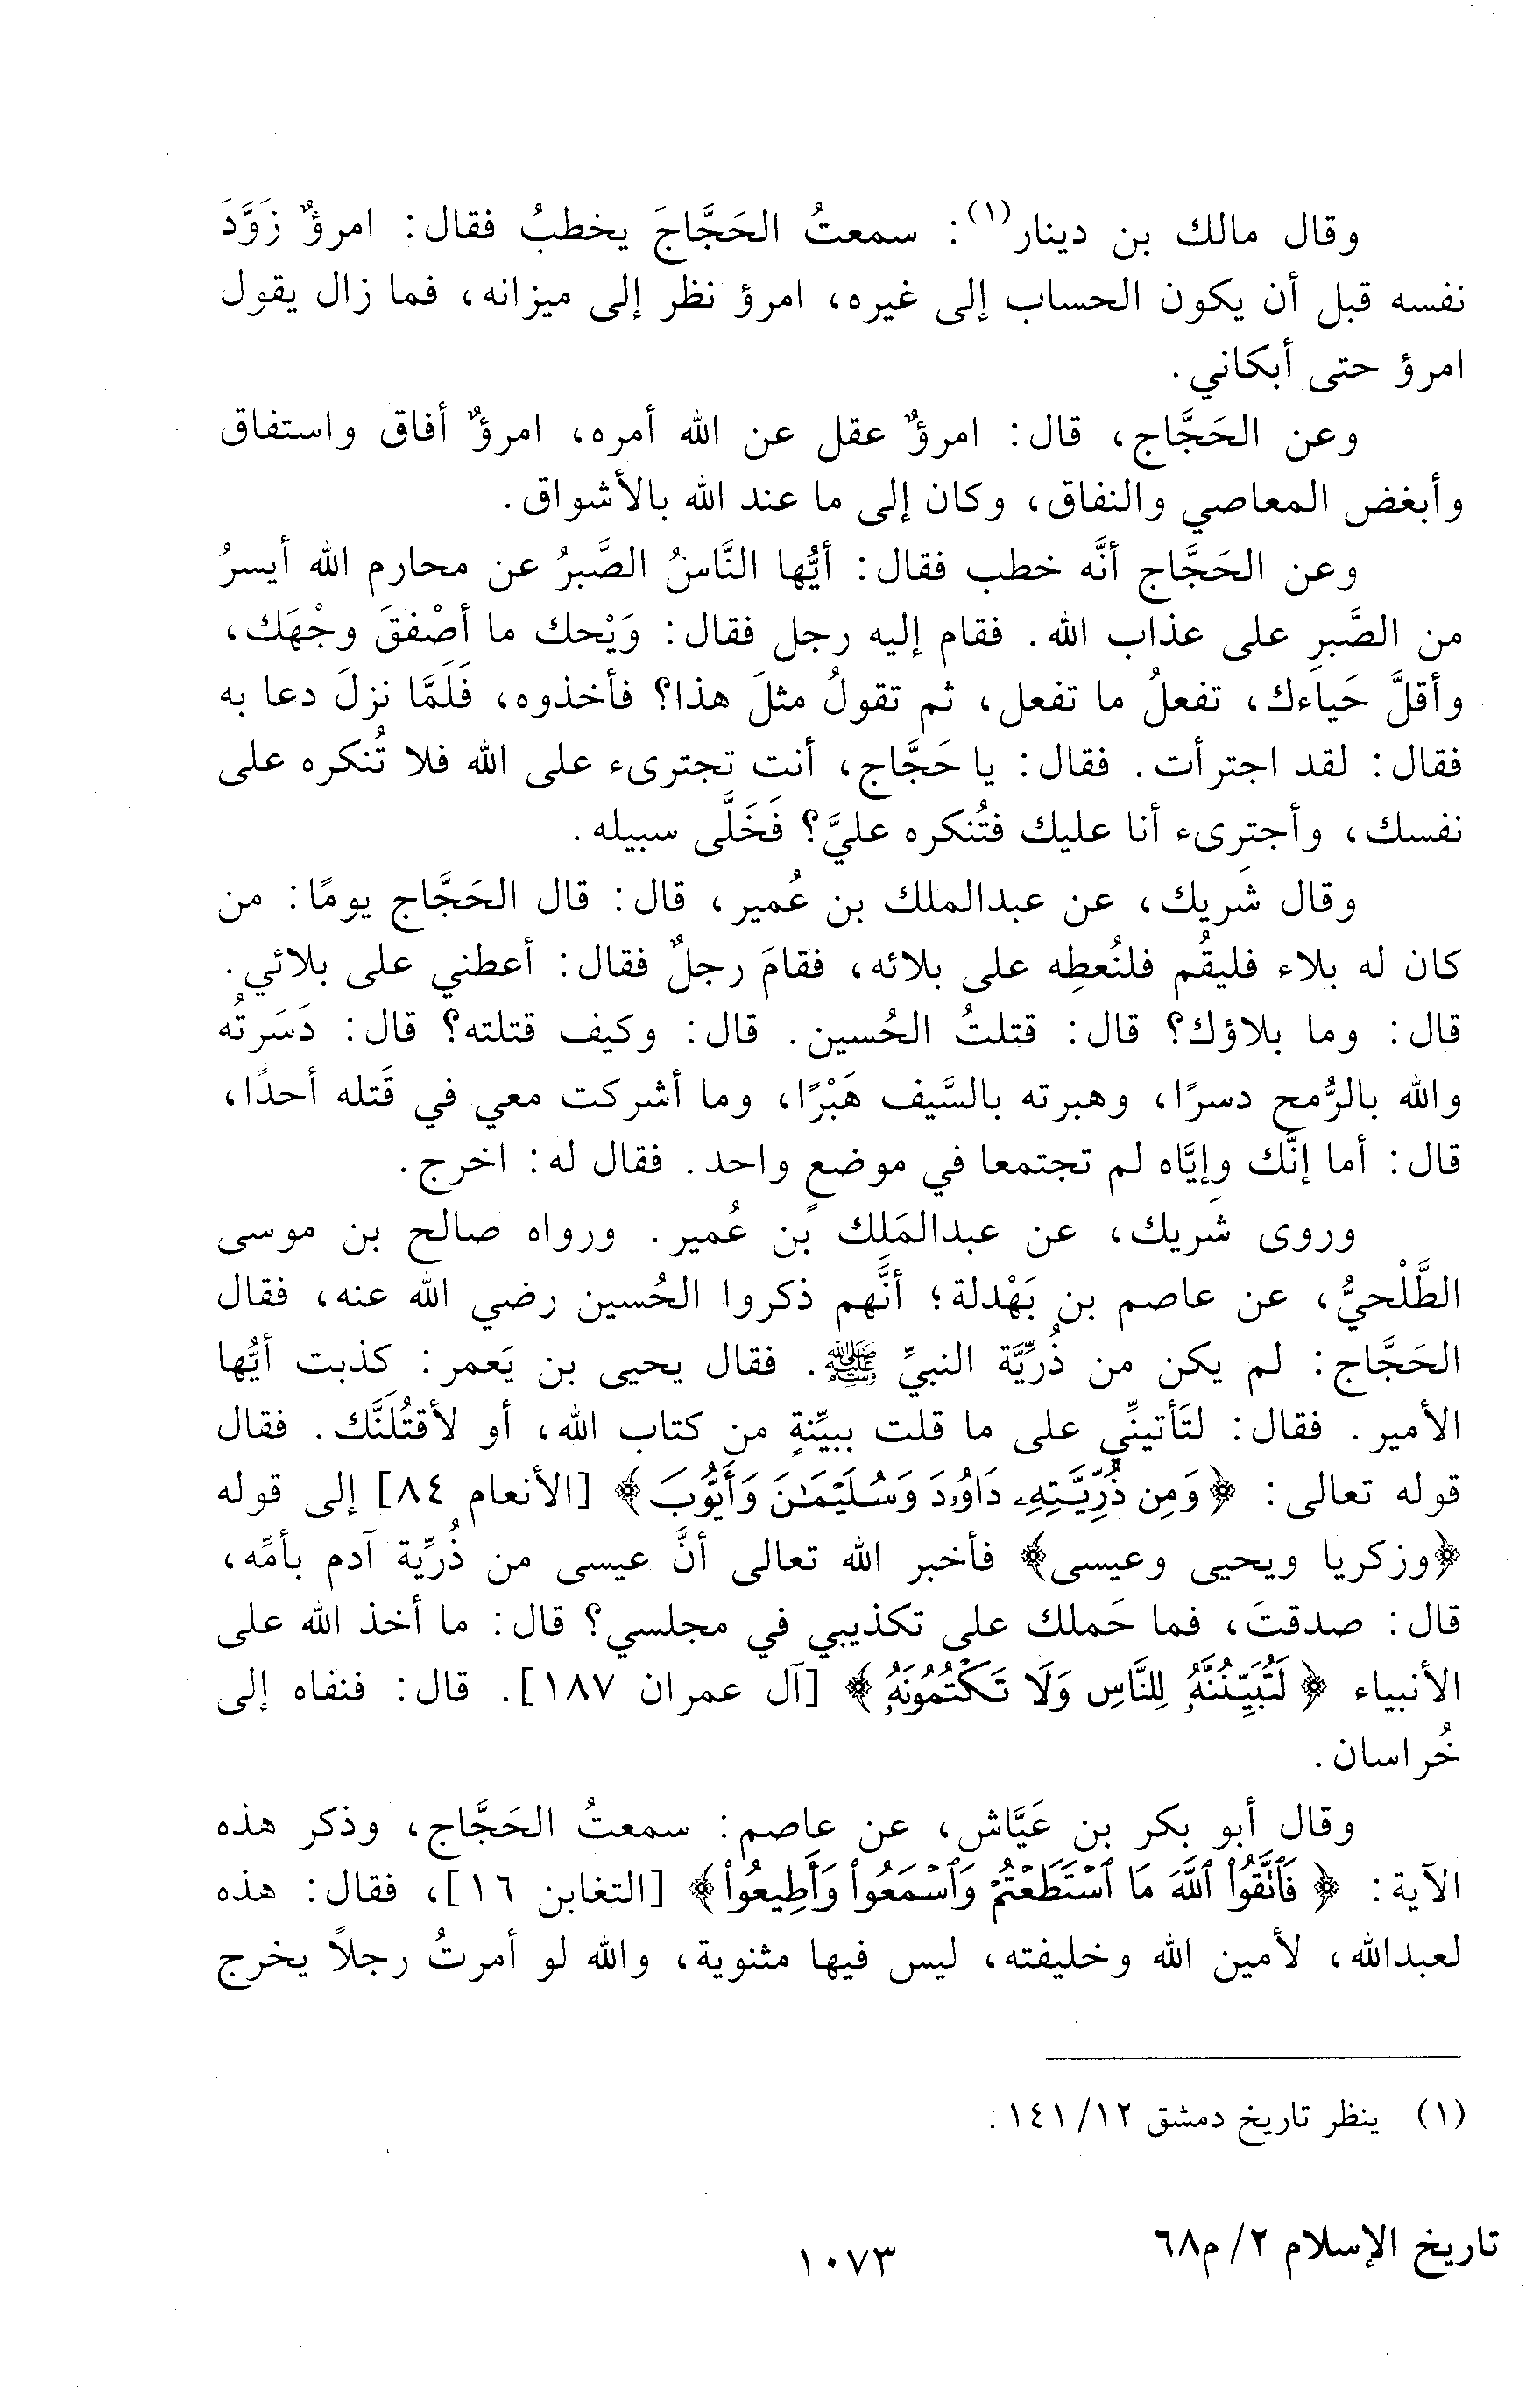 وقال مالك بن دينار(١): سمعتُ الحَجَّاجَ يخطبُ فقال: امرؤٌ زَوَّدَ
نفسه قبل أن يكون الحساب إلى غيره، امرؤ نظر إلى ميزانه، فما زال يقول
امرؤ حتى أبكاني.
وعن الحَجَّاج، قال: امرؤٌ عقل عن الله أمره، امرؤٌ أفاق واستفاق
وأبغض المعاصي والنفاق، وكان إلى ما عند الله بالأشواق.
وعن الحَجَّاج أنَّه خطب فقال: أيُّها النَّاسُ الصَّبرُ عن محارم الله أيسرُ
من الصَّبرِ على عذاب الله. فقام إليه رجل فقال: وَيْحك ما أصْفقَ وجْهَك،
وأقلَّ حَياءك، تفعلُ ما تفعل، ثم تقولُ مثلَ هذا؟ فأخذوه، فَلَمَّا نزلَ دعا به
فقال: لقد اجترأت. فقال: يا حَجَّاج، أنت تجترىء على الله فلا تُنكره على
نفسك، وأجترىء أنا عليك فتُنكره عليَّ؟ فَخَلَّى سبيله.
وقال شَرِيك، عن عبدالملك بن عُمير، قال: قال الحَجَّاج يومًا: من
كان له بلاء فليقُم فلنُعطِه على بلائه، فقامَ رجلٌ فقال: أعطني على بلائي.
قال: وما بلاؤك؟ قال: قتلتُ الحُسين. قال: وكيف قتلته؟ قال: دَسَرتُه
والله بالرُّمح دسرًا، وهبرته بالسَّيف هَبْرًا، وما أشركت معي في قَتله أحدًا،
قال: أما إنَّك وإيَّاه لم تجتمعا في موضعٍ واحد. فقال له: اخرج.
وروى شَرِيك، عن عبدالمَلك بن عُمير. ورواه صالح بن موسى
الطَّلْحيُّ، عن عاصم بن بَهْدلة؛ أنَّهم ذكروا الحُسين رضي الله عنه، فقال
الحَجَّاج: لم يكن من ذُرِّيَّة النبيِّ ﷺ. فقال يحيى بن يَعمر: كذبت أيُّها
الأمير. فقال: لتَأتينِّي على ما قلت ببيِّنةٍ من كتاب الله، أو لأقتُلَنَّك. فقال
قوله تعالى: ﴿وَمِن ذُرِّيَّتِهِۦ دَاوُۥدَ وَسُلَيْمَٰنَ وَأَيُّوبَ﴾ [الأنعام ٨٤] إلى قوله
﴿وزكريا ويحيى وعيسى﴾ فأخبر الله تعالى أنَّ عيسى من ذُرِّية آدم بأمِّه،
قال: صدقتَ، فما حَملك على تكذيبي في مجلسي؟ قال: ما أخذ الله على
الأنبياء ﴿لَتُبَيِّنُنَّهُۥ لِلنَّاسِ وَلَا تَكْتُمُونَهُۥ﴾ [آل عمران ١٨٧]. قال: فنفاه إلى
خُراسان.
وقال أبو بكر بن عَيَّاش، عن عاصم: سمعتُ الحَجَّاج، وذكر هذه
الآية: ﴿فَٱتَّقُوا۟ ٱللَّهَ مَا ٱسْتَطَعْتُمْ وَٱسْمَعُوا۟ وَأَطِيعُوا۟﴾ [التغابن ١٦]، فقال: هذه
لعبدالله، لأمين الله وخليفته، ليس فيها مثنوية، والله لو أمرتُ رجلاً يخرج
(١) ينظر تاريخ دمشق ١٢/ ١٤١.
تاريخ الإسلام ٢/ م٦٨
١٠٧٣